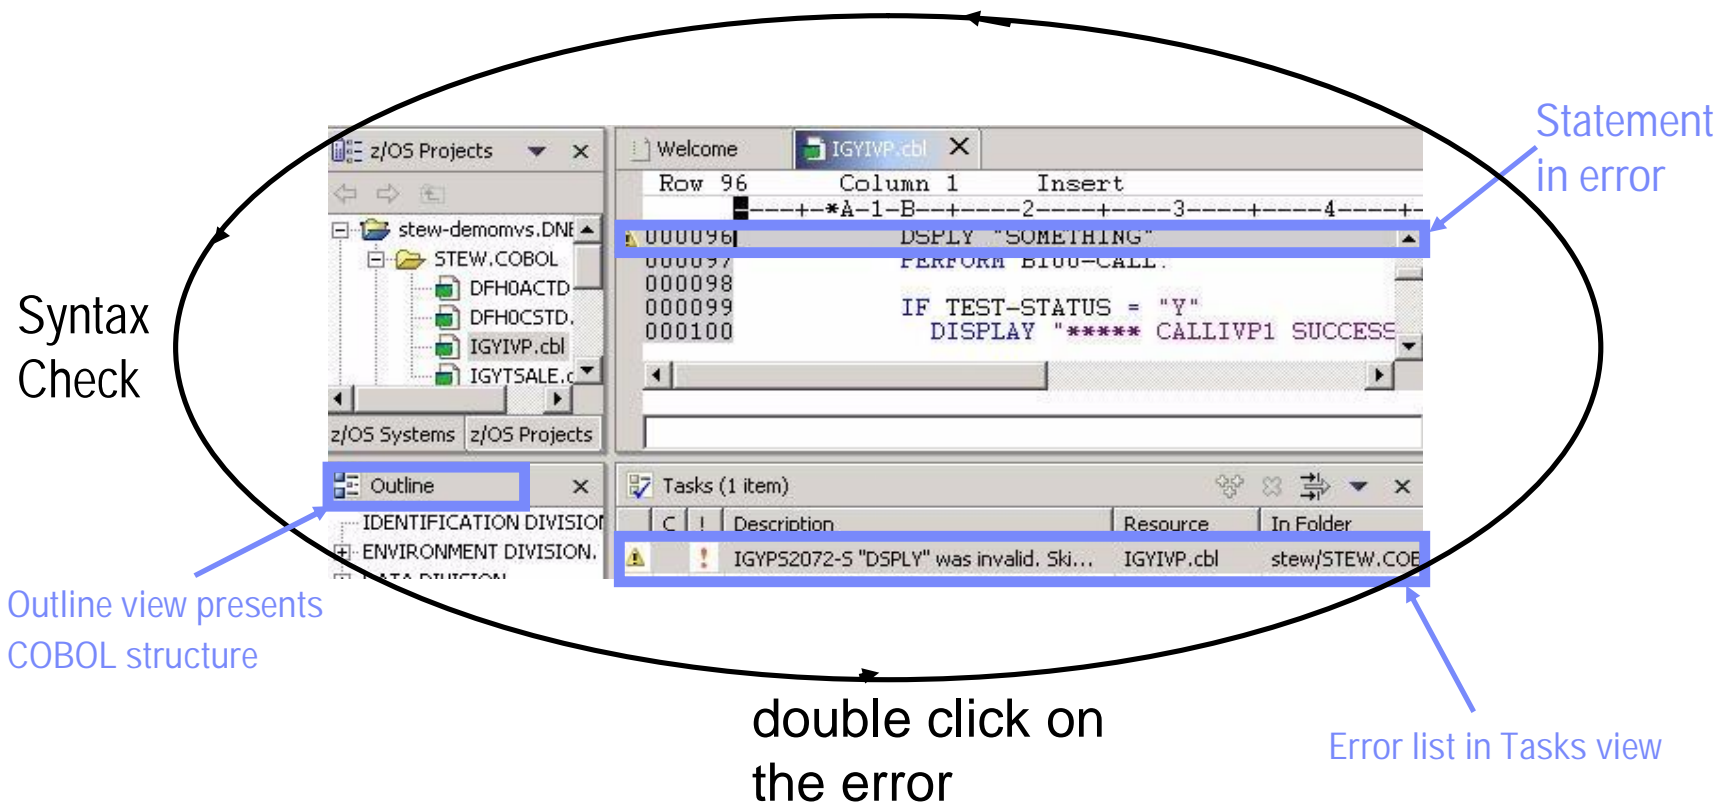 Statement
in error
z/OS Projects
Welcome
IGYIVP.cbl
Row 96 Column 1 Insert
----+-*A-1-B--+----2----+----3----+----4----+-
stew-demomvs.DNE
000096 DSPLY "SOMETHING"
STEW.COBOL
000097 PERFORM B100-CALL.
DFH0ACTD
000098
DFH0CSTD.
000099 IF TEST-STATUS = "Y"
IGYIVP.cbl
000100 DISPLAY "***** CALLIVP1 SUCCESS
IGYTSALE.c
Syntax
Check
z/OS Systems z/OS Projects
Outline
Tasks (1 item)
IDENTIFICATION DIVISION
C ! Description Resource In Folder
ENVIRONMENT DIVISION.
! IGYPS2072-S "DSPLY" was invalid. Ski... IGYIVP.cbl stew/STEW.COB
DATA DIVISION
Outline view presents
COBOL structure
double click on
the error
Error list in Tasks view